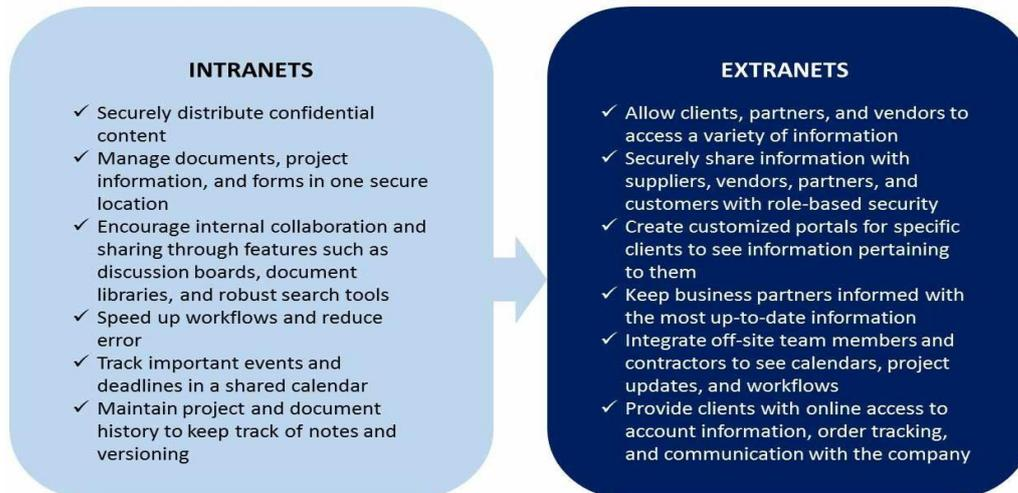 INTRANETS
✓ Securely distribute confidential
content
✓ Manage documents, project
information, and forms in one secure
location
✓ Encourage internal collaboration and
sharing through features such as
discussion boards, document
libraries, and robust search tools
✓ Speed up workflows and reduce
error
✓ Track important events and
deadlines in a shared calendar
✓ Maintain project and document
history to keep track of notes and
versioning
EXTRANETS
✓ Allow clients, partners, and vendors to
access a variety of information
✓ Securely share information with
suppliers, vendors, partners, and
customers with role-based security
✓ Create customized portals for specific
clients to see information pertaining
to them
✓ Keep business partners informed with
the most up-to-date information
✓ Integrate off-site team members and
contractors to see calendars, project
updates, and workflows
✓ Provide clients with online access to
account information, order tracking,
and communication with the company